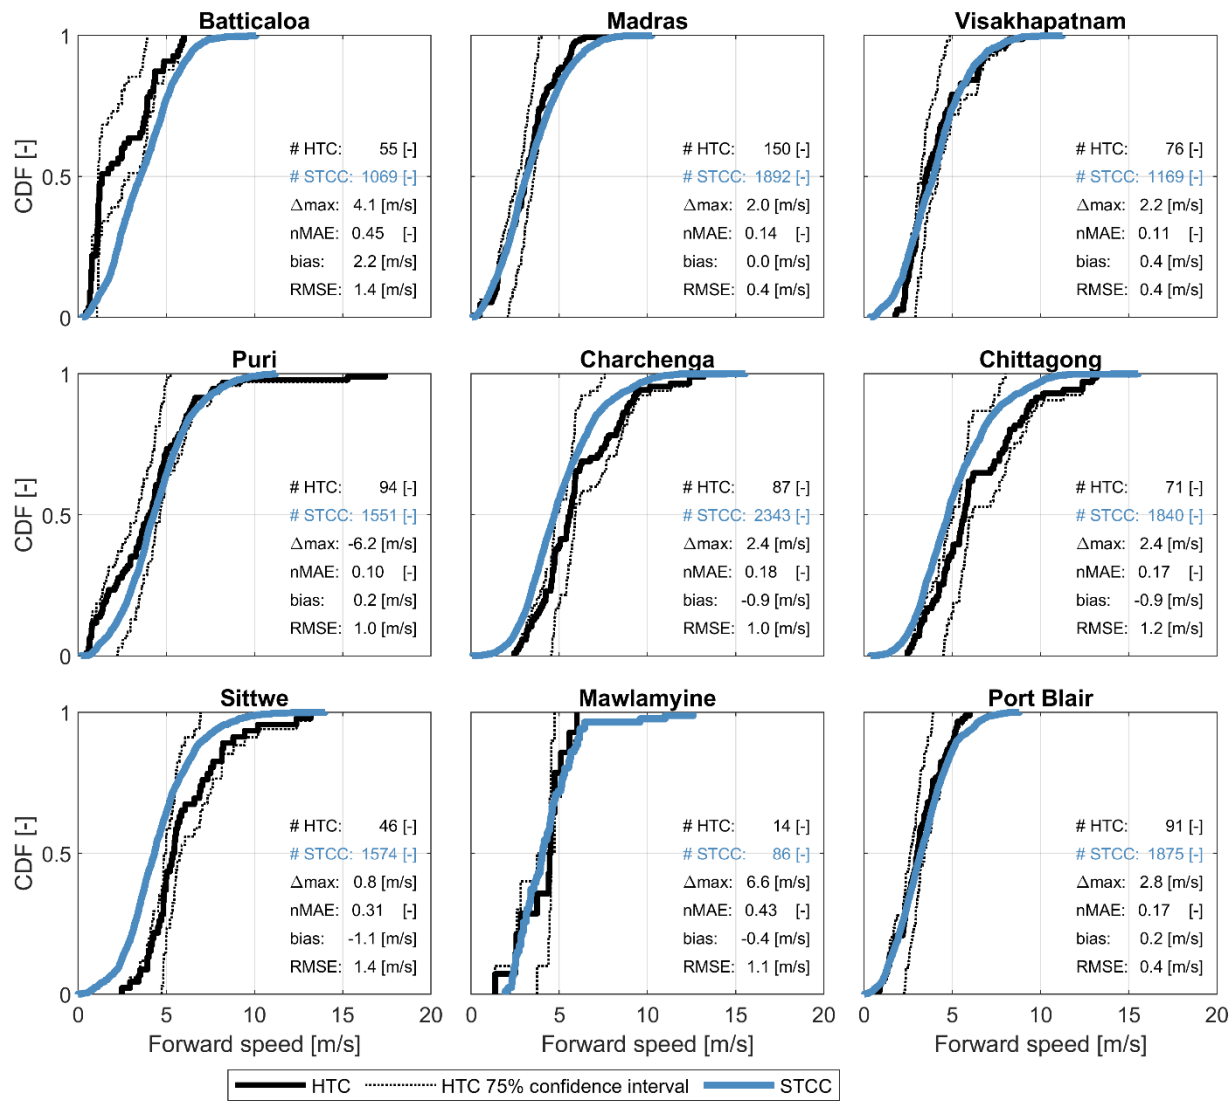 Batticaloa
Madras
Visakhapatnam
CDF [-]
1
0.5
0
# HTC: 55 [-]
# STCC: 1069 [-]
Δmax: 4.1 [m/s]
nMAE: 0.45 [-]
bias: 2.2 [m/s]
RMSE: 1.4 [m/s]
# HTC: 150 [-]
# STCC: 1892 [-]
Δmax: 2.0 [m/s]
nMAE: 0.14 [-]
bias: 0.0 [m/s]
RMSE: 0.4 [m/s]
# HTC: 76 [-]
# STCC: 1169 [-]
Δmax: 2.2 [m/s]
nMAE: 0.11 [-]
bias: 0.4 [m/s]
RMSE: 0.4 [m/s]
Puri
Charchenga
Chittagong
CDF [-]
1
0.5
0
# HTC: 94 [-]
# STCC: 1551 [-]
Δmax: -6.2 [m/s]
nMAE: 0.10 [-]
bias: 0.2 [m/s]
RMSE: 1.0 [m/s]
# HTC: 87 [-]
# STCC: 2343 [-]
Δmax: 2.4 [m/s]
nMAE: 0.18 [-]
bias: -0.9 [m/s]
RMSE: 1.0 [m/s]
# HTC: 71 [-]
# STCC: 1840 [-]
Δmax: 2.4 [m/s]
nMAE: 0.17 [-]
bias: -0.9 [m/s]
RMSE: 1.2 [m/s]
Sittwe
Mawlamyine
Port Blair
CDF [-]
1
0.5
0
# HTC: 46 [-]
# STCC: 1574 [-]
Δmax: 0.8 [m/s]
nMAE: 0.31 [-]
bias: -1.1 [m/s]
RMSE: 1.4 [m/s]
# HTC: 14 [-]
# STCC: 86 [-]
Δmax: 6.6 [m/s]
nMAE: 0.43 [-]
bias: -0.4 [m/s]
RMSE: 1.1 [m/s]
# HTC: 91 [-]
# STCC: 1875 [-]
Δmax: 2.8 [m/s]
nMAE: 0.17 [-]
bias: 0.2 [m/s]
RMSE: 0.4 [m/s]
0 5 10 15 20
0 5 10 15 20
0 5 10 15 20
Forward speed [m/s]
Forward speed [m/s]
Forward speed [m/s]
HTC HTC 75% confidence interval STCC